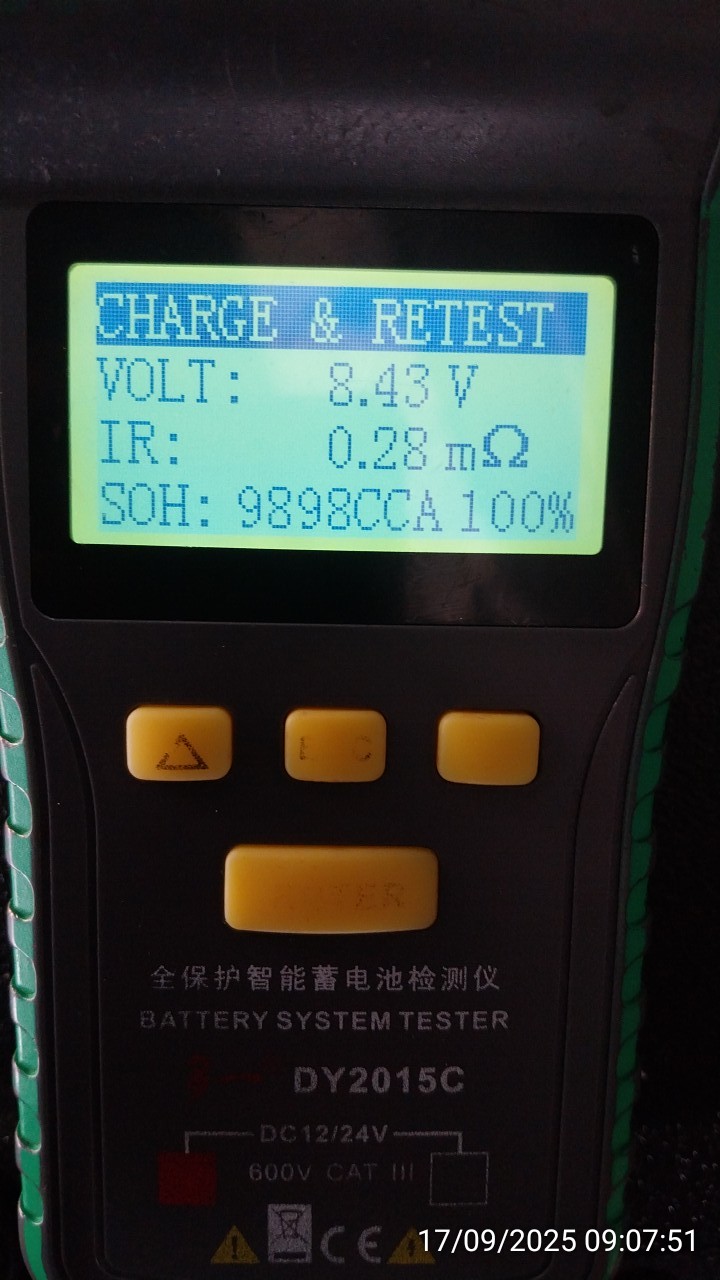 CHARGE & RETEST
VOLT: 8.43 V
IR: 0.28 mΩ
SOH: 9898CCA 100%
全保护智能蓄电池检测仪
BATTERY SYSTEM TESTER
DY2015C
DC12/24V
600V CAT III
CE
17/09/2025 09:07:51